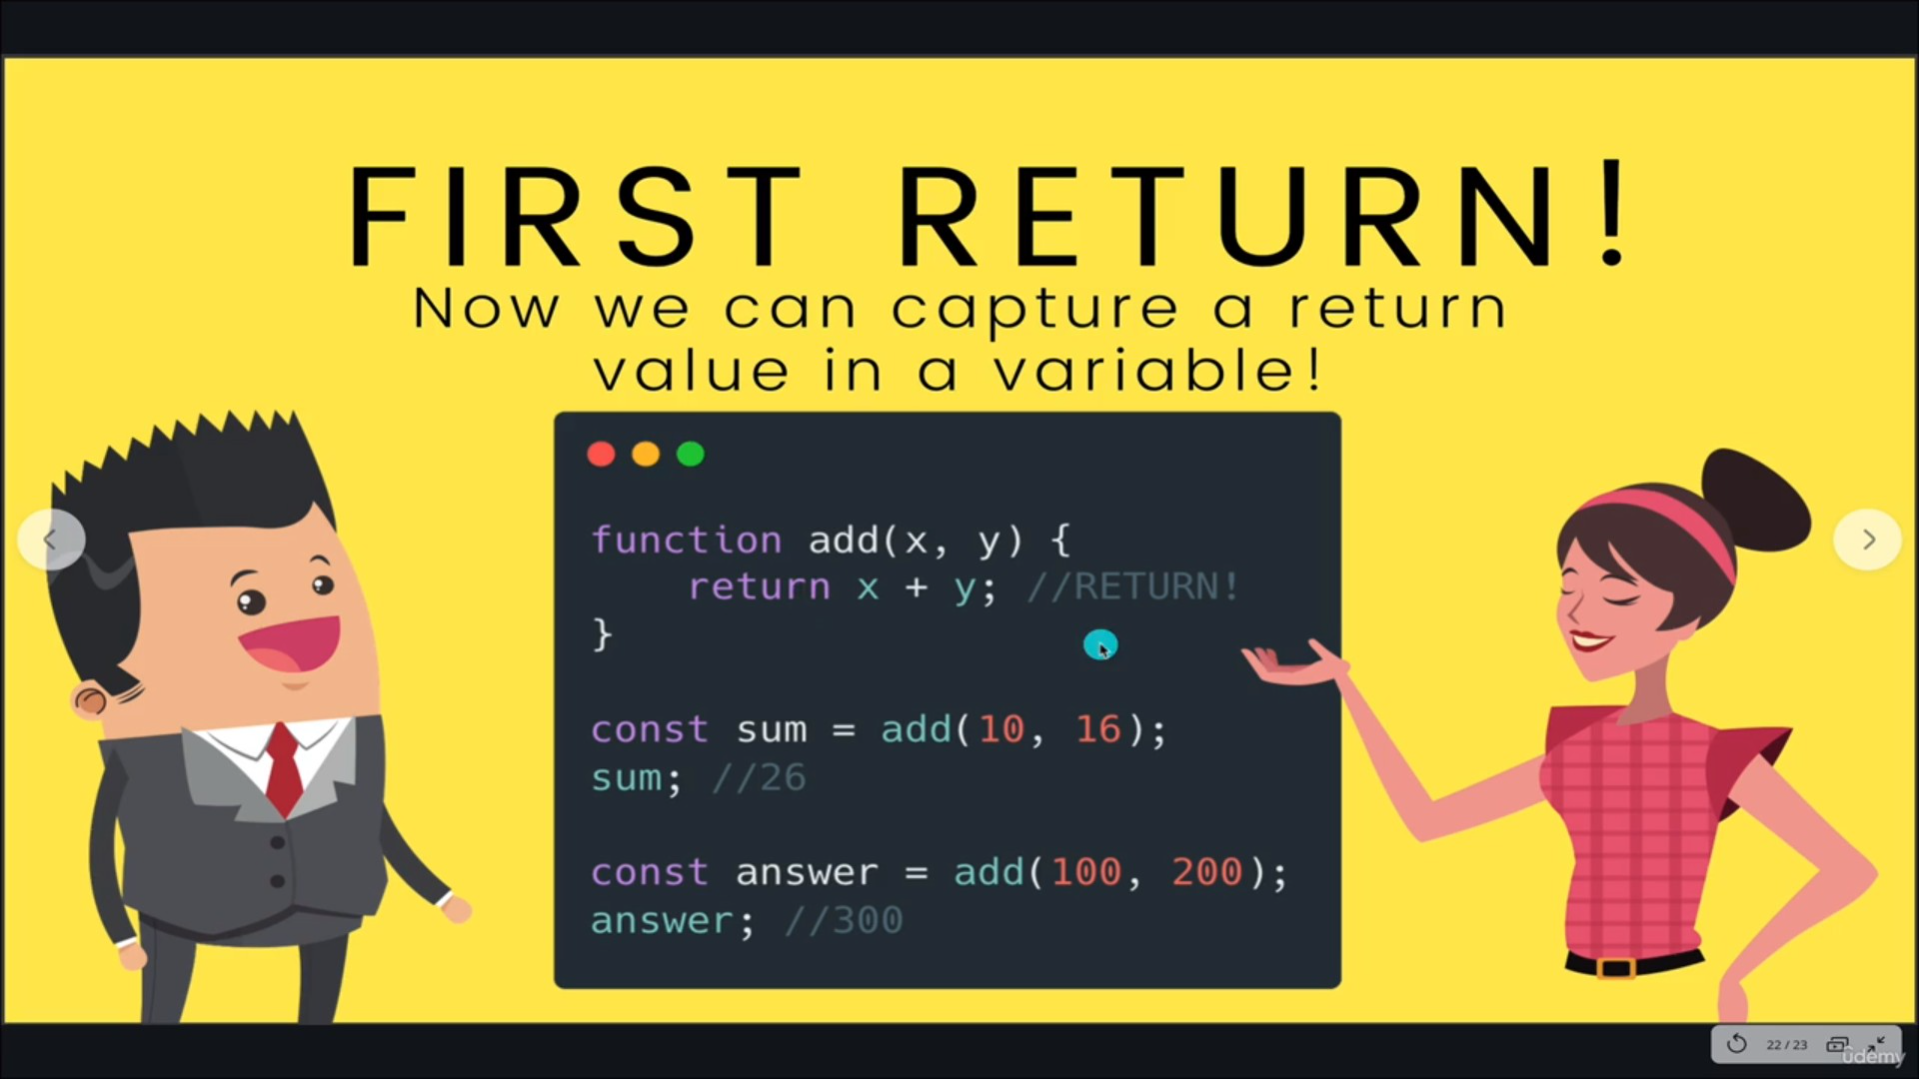 FIRST RETURN!
Now we can capture a return
value in a variable!
function add(x, y) {
    return x + y; //RETURN!
}
const sum = add(10, 16);
sum; //26
const answer = add(100, 200);
answer; //300
22 / 23
ûdemy